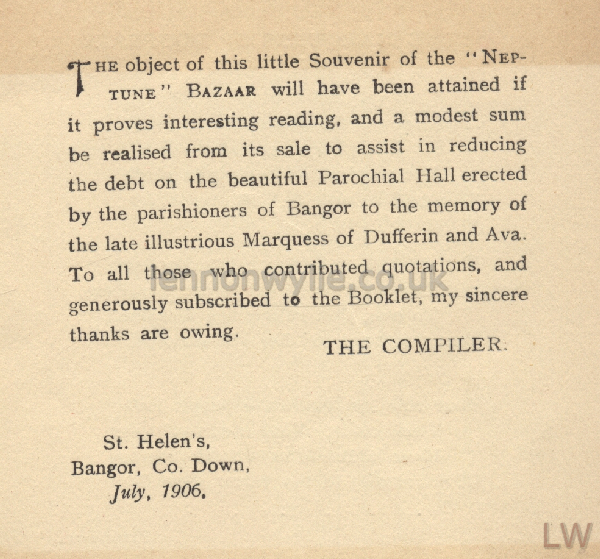 THE object of this little Souvenir of the "NEP-
TUNE" BAZAAR will have been attained if
it proves interesting reading, and a modest sum
be realised from its sale to assist in reducing
the debt on the beautiful Parochial Hall erected
by the parishioners of Bangor to the memory of
the late illustrious Marquess of Dufferin and Ava.
To all those who contributed quotations, and
lennonwylie.co.uk
generously subscribed to the Booklet, my sincere
thanks are owing.
THE COMPILER.
St. Helen's,
Bangor, Co. Down,
July, 1906.
LW